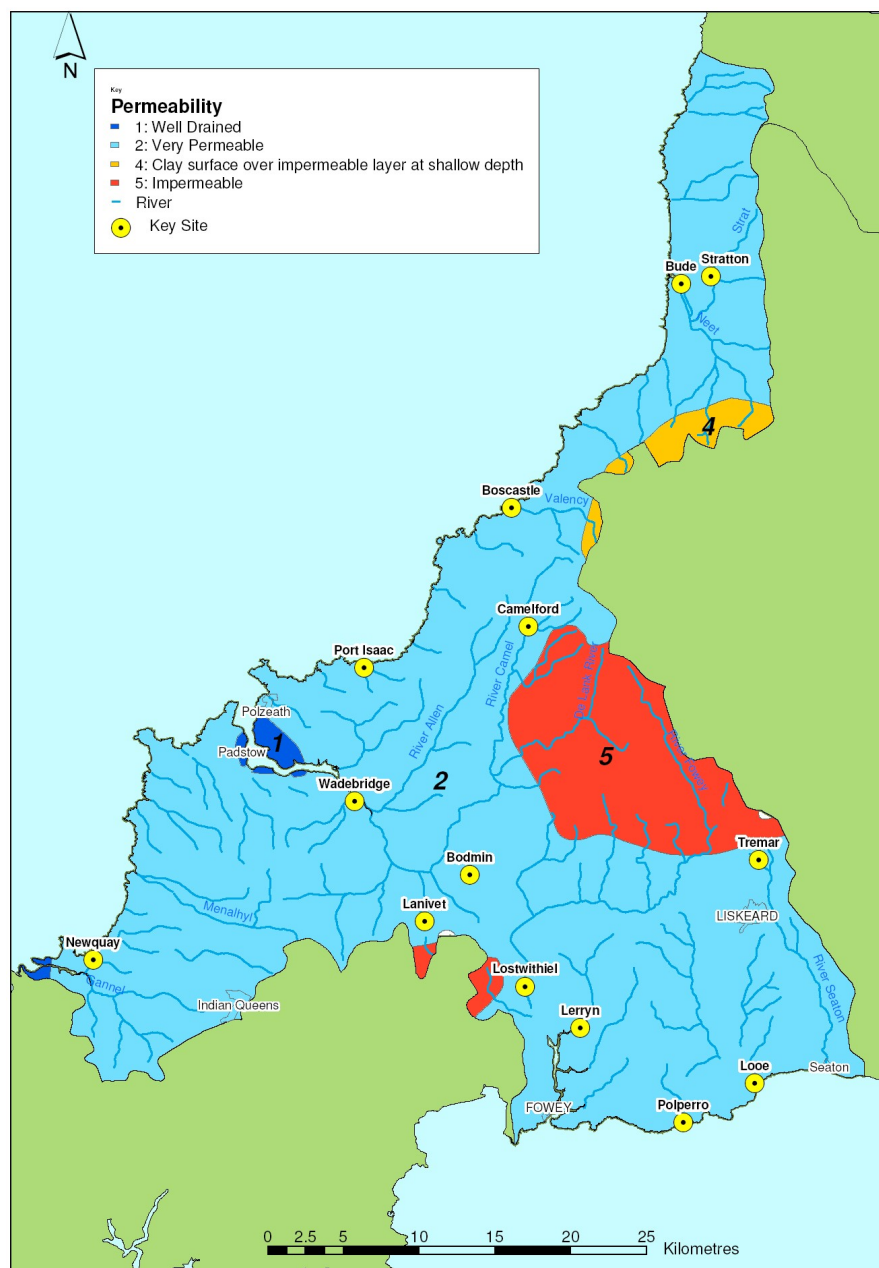 N
Key
Permeability
1: Well Drained
2: Very Permeable
4: Clay surface over impermeable layer at shallow depth
5: Impermeable
River
Key Site
Strat
Bude
Stratton
Neet
4
Boscastle
Valency
Camelford
Port Isaac
River Camel
De Lank River
Polzeath
River Allen
1
Padstow
5
2
Wadebridge
Tremar
Bodmin
Menalhyl
Lanivet
LISKEARD
Newquay
Gannel
Lostwithiel
River Seaton
Indian Queens
Lerryn
Looe
Seaton
FOWEY
Polperro
0 2.5 5 10 15 20 25
Kilometres